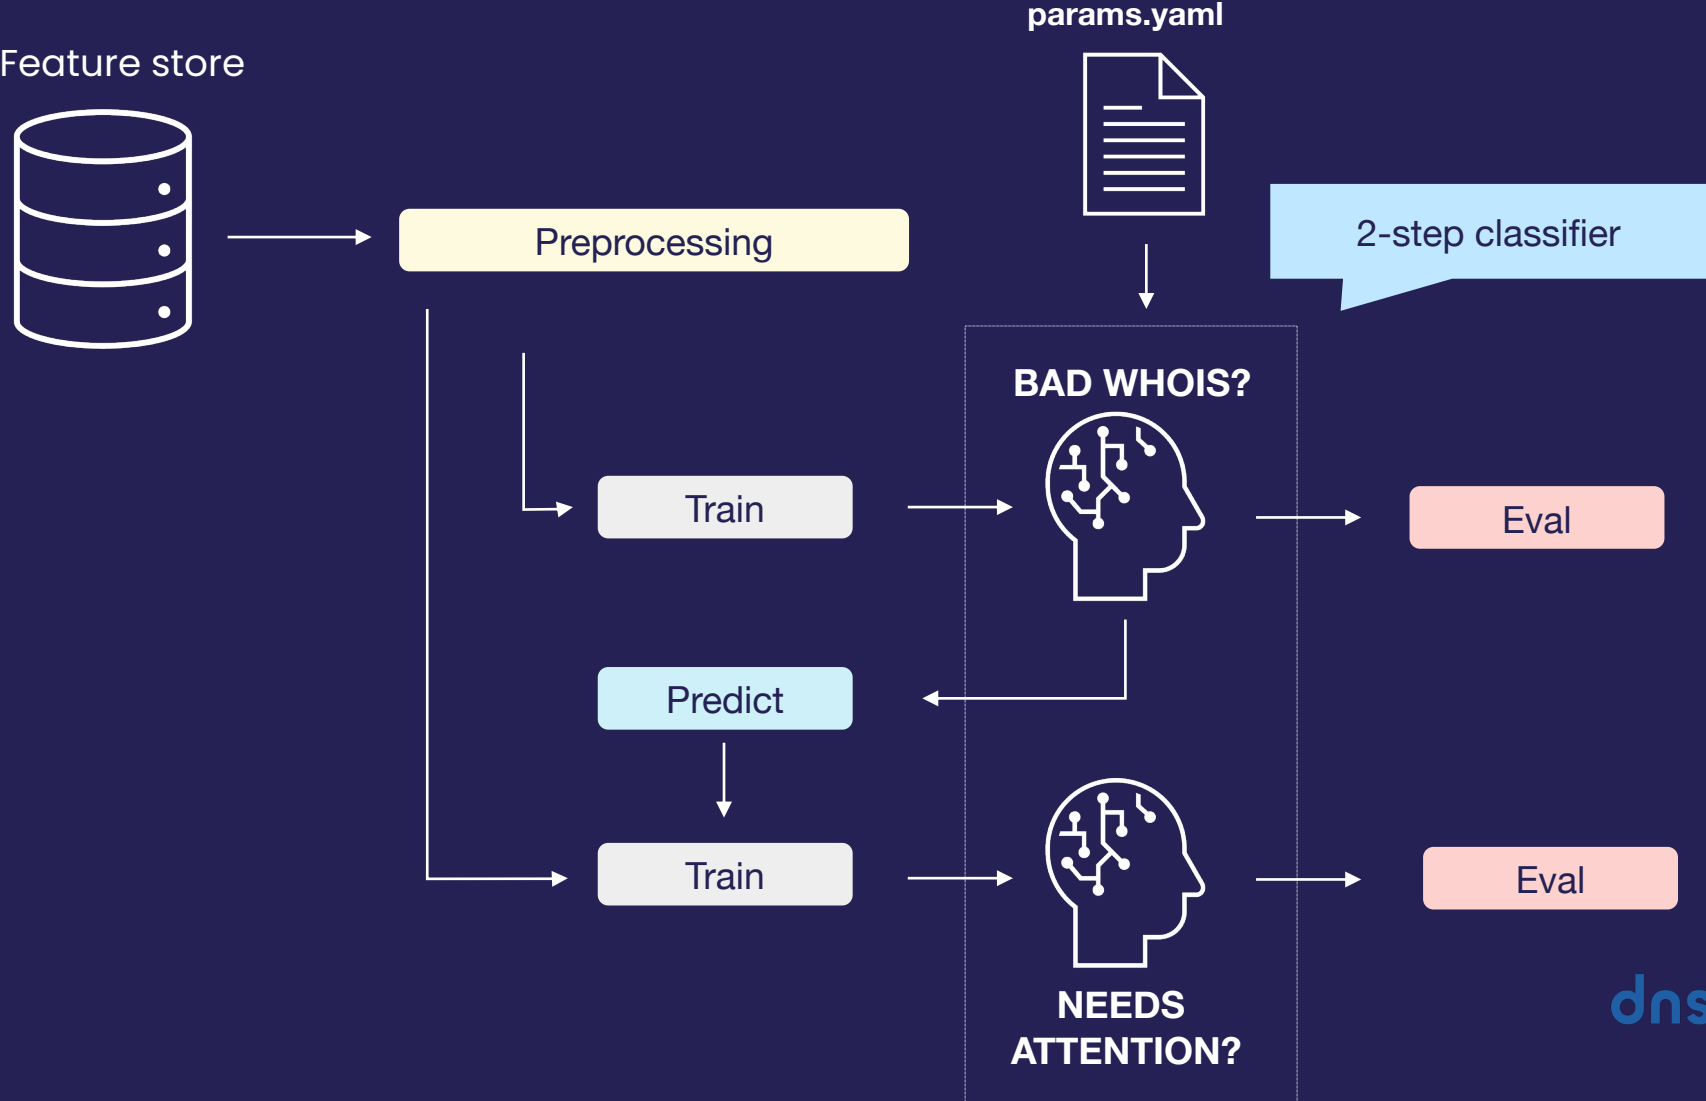 params.yaml
Feature store
2-step classifier
Preprocessing
BAD WHOIS?
Train
Eval
Predict
Train
Eval
NEEDS
ATTENTION?
dns